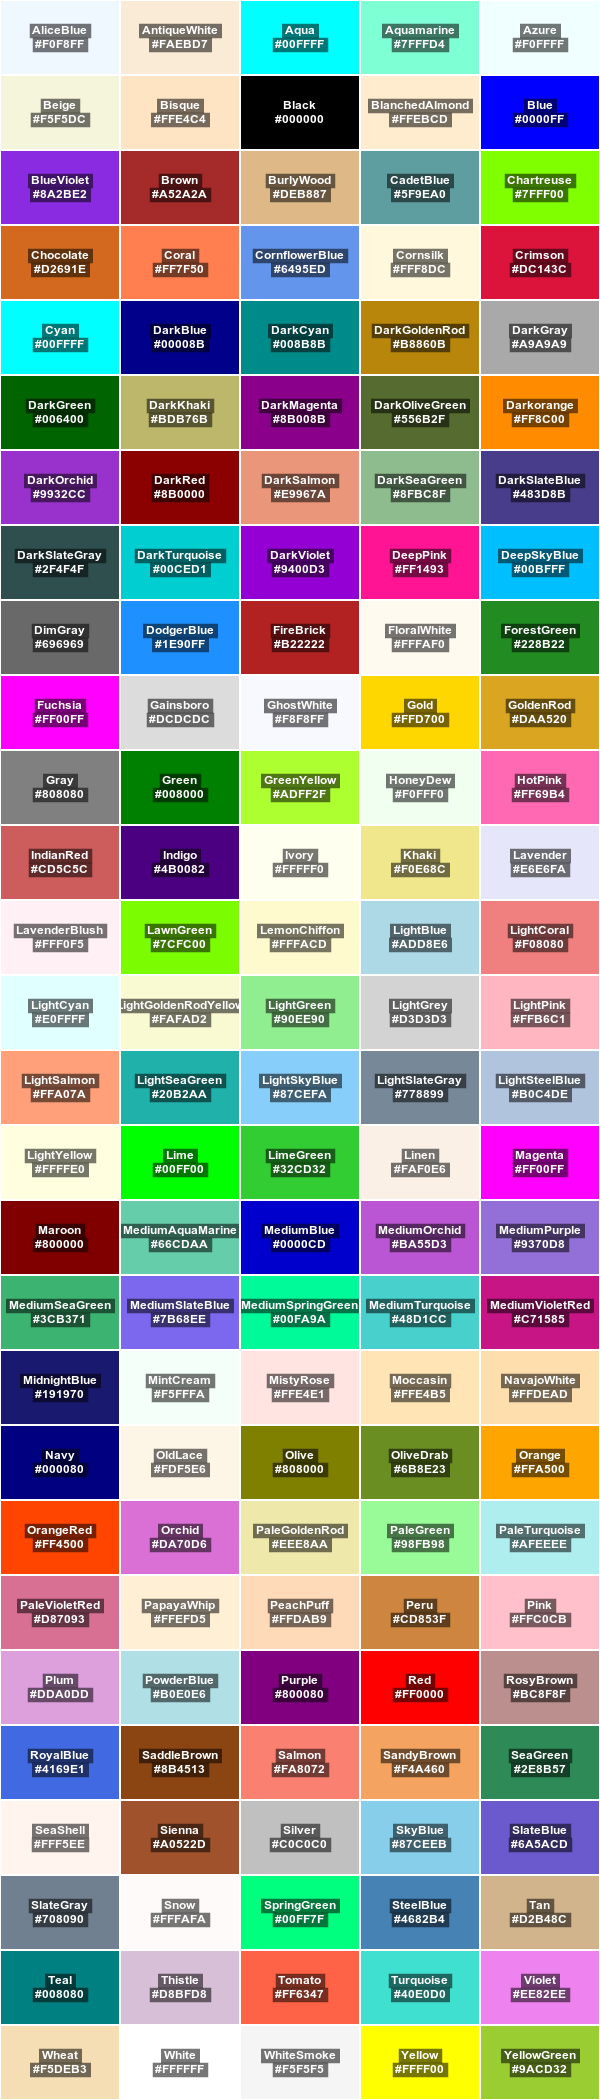 AliceBlue
#F0F8FF
AntiqueWhite
#FAEBD7
Aqua
#00FFFF
Aquamarine
#7FFFD4
Azure
#F0FFFF
Beige
#F5F5DC
Bisque
#FFE4C4
Black
#000000
BlanchedAlmond
#FFEBCD
Blue
#0000FF
BlueViolet
#8A2BE2
Brown
#A52A2A
BurlyWood
#DEB887
CadetBlue
#5F9EA0
Chartreuse
#7FFF00
Chocolate
#D2691E
Coral
#FF7F50
CornflowerBlue
#6495ED
Cornsilk
#FFF8DC
Crimson
#DC143C
Cyan
#00FFFF
DarkBlue
#00008B
DarkCyan
#008B8B
DarkGoldenRod
#B8860B
DarkGray
#A9A9A9
DarkGreen
#006400
DarkKhaki
#BDB76B
DarkMagenta
#8B008B
DarkOliveGreen
#556B2F
Darkorange
#FF8C00
DarkOrchid
#9932CC
DarkRed
#8B0000
DarkSalmon
#E9967A
DarkSeaGreen
#8FBC8F
DarkSlateBlue
#483D8B
DarkSlateGray
#2F4F4F
DarkTurquoise
#00CED1
DarkViolet
#9400D3
DeepPink
#FF1493
DeepSkyBlue
#00BFFF
DimGray
#696969
DodgerBlue
#1E90FF
FireBrick
#B22222
FloralWhite
#FFFAF0
ForestGreen
#228B22
Fuchsia
#FF00FF
Gainsboro
#DCDCDC
GhostWhite
#F8F8FF
Gold
#FFD700
GoldenRod
#DAA520
Gray
#808080
Green
#008000
GreenYellow
#ADFF2F
HoneyDew
#F0FFF0
HotPink
#FF69B4
IndianRed
#CD5C5C
Indigo
#4B0082
Ivory
#FFFFF0
Khaki
#F0E68C
Lavender
#E6E6FA
LavenderBlush
#FFF0F5
LawnGreen
#7CFC00
LemonChiffon
#FFFACD
LightBlue
#ADD8E6
LightCoral
#F08080
LightCyan
#E0FFFF
LightGoldenRodYellow
#FAFAD2
LightGreen
#90EE90
LightGrey
#D3D3D3
LightPink
#FFB6C1
LightSalmon
#FFA07A
LightSeaGreen
#20B2AA
LightSkyBlue
#87CEFA
LightSlateGray
#778899
LightSteelBlue
#B0C4DE
LightYellow
#FFFFE0
Lime
#00FF00
LimeGreen
#32CD32
Linen
#FAF0E6
Magenta
#FF00FF
Maroon
#800000
MediumAquaMarine
#66CDAA
MediumBlue
#0000CD
MediumOrchid
#BA55D3
MediumPurple
#9370D8
MediumSeaGreen
#3CB371
MediumSlateBlue
#7B68EE
MediumSpringGreen
#00FA9A
MediumTurquoise
#48D1CC
MediumVioletRed
#C71585
MidnightBlue
#191970
MintCream
#F5FFFA
MistyRose
#FFE4E1
Moccasin
#FFE4B5
NavajoWhite
#FFDEAD
Navy
#000080
OldLace
#FDF5E6
Olive
#808000
OliveDrab
#6B8E23
Orange
#FFA500
OrangeRed
#FF4500
Orchid
#DA70D6
PaleGoldenRod
#EEE8AA
PaleGreen
#98FB98
PaleTurquoise
#AFEEEE
PaleVioletRed
#D87093
PapayaWhip
#FFEFD5
PeachPuff
#FFDAB9
Peru
#CD853F
Pink
#FFC0CB
Plum
#DDA0DD
PowderBlue
#B0E0E6
Purple
#800080
Red
#FF0000
RosyBrown
#BC8F8F
RoyalBlue
#4169E1
SaddleBrown
#8B4513
Salmon
#FA8072
SandyBrown
#F4A460
SeaGreen
#2E8B57
SeaShell
#FFF5EE
Sienna
#A0522D
Silver
#C0C0C0
SkyBlue
#87CEEB
SlateBlue
#6A5ACD
SlateGray
#708090
Snow
#FFFAFA
SpringGreen
#00FF7F
SteelBlue
#4682B4
Tan
#D2B48C
Teal
#008080
Thistle
#D8BFD8
Tomato
#FF6347
Turquoise
#40E0D0
Violet
#EE82EE
Wheat
#F5DEB3
White
#FFFFFF
WhiteSmoke
#F5F5F5
Yellow
#FFFF00
YellowGreen
#9ACD32